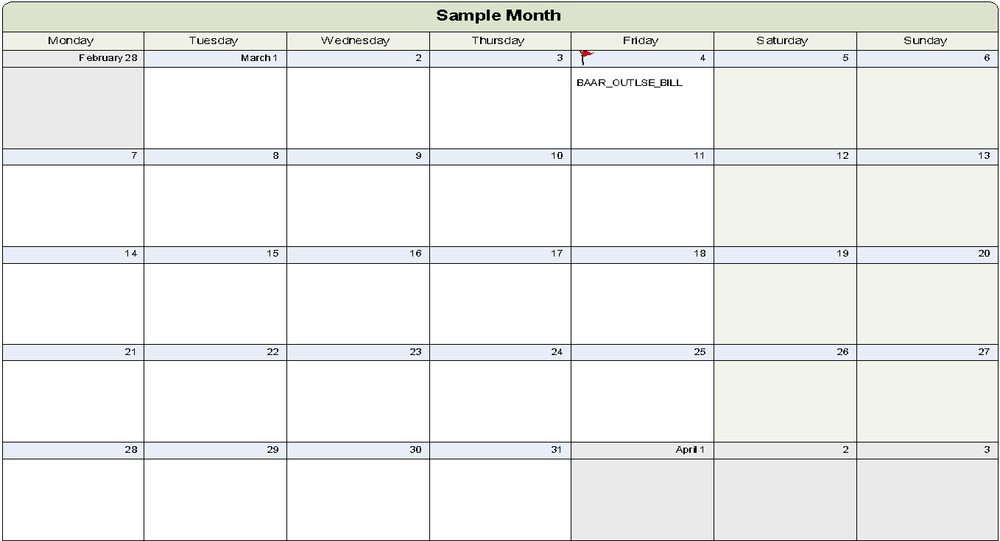 Sample Month
Monday Tuesday Wednesday Thursday Friday Saturday Sunday
February 28 March 1 2 3 4 5 6
BAAR_OUTLSE_BILL
7 8 9 10 11 12 13
14 15 16 17 18 19 20
21 22 23 24 25 26 27
28 29 30 31 April 1 2 3